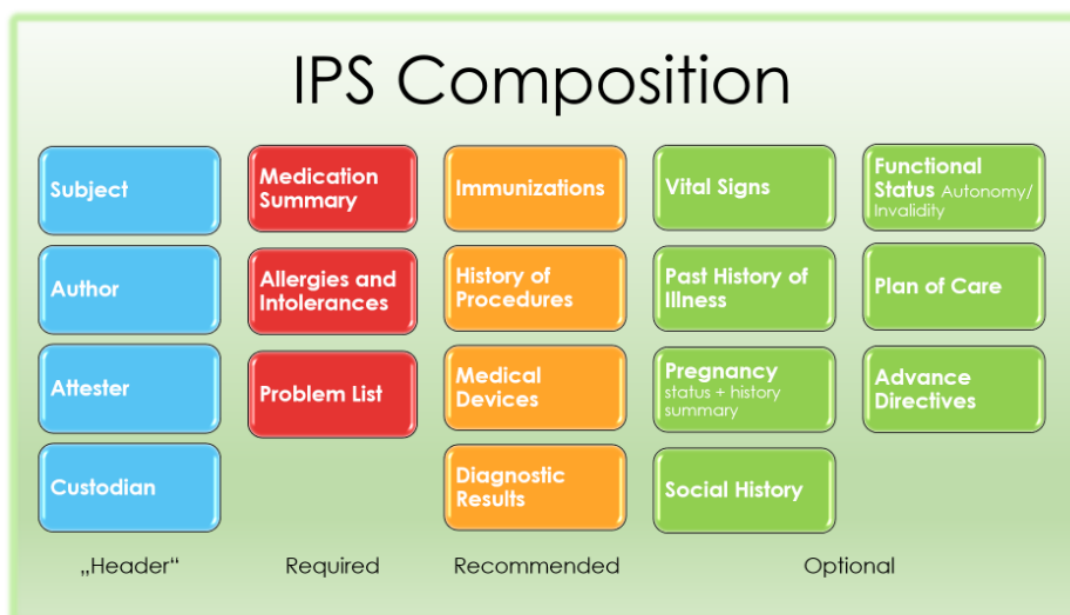 IPS Composition
Subject
Author
Attester
Custodian
„Header“
Medication
Summary
Allergies and
Intolerances
Problem List
Required
Immunizations
History of
Procedures
Medical
Devices
Diagnostic
Results
Recommended
Vital Signs
Past History of
Illness
Pregnancy
status + history
summary
Social History
Functional
Status Autonomy/
Invalidity
Plan of Care
Advance
Directives
Optional